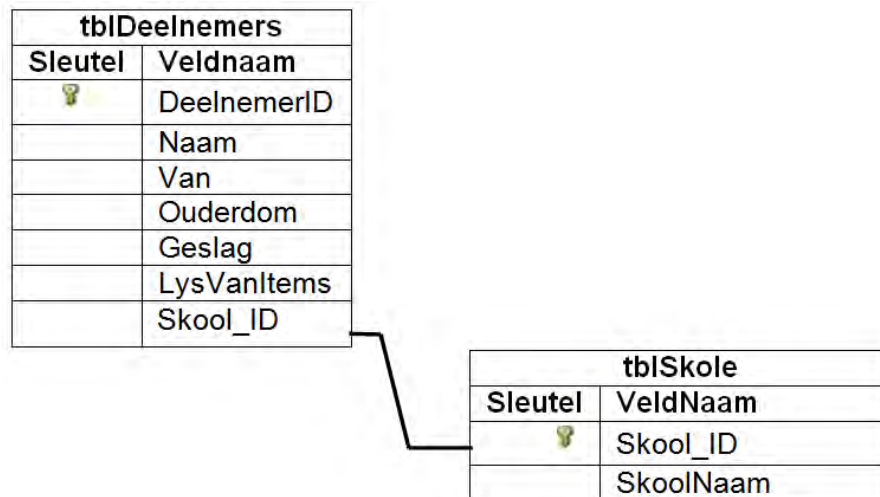 tblDeelnemers
Sleutel Veldnaam
DeelnemerID
Naam
Van
Ouderdom
Geslag
LysVanItems
Skool_ID
tblSkole
Sleutel VeldNaam
Skool_ID
SkoolNaam